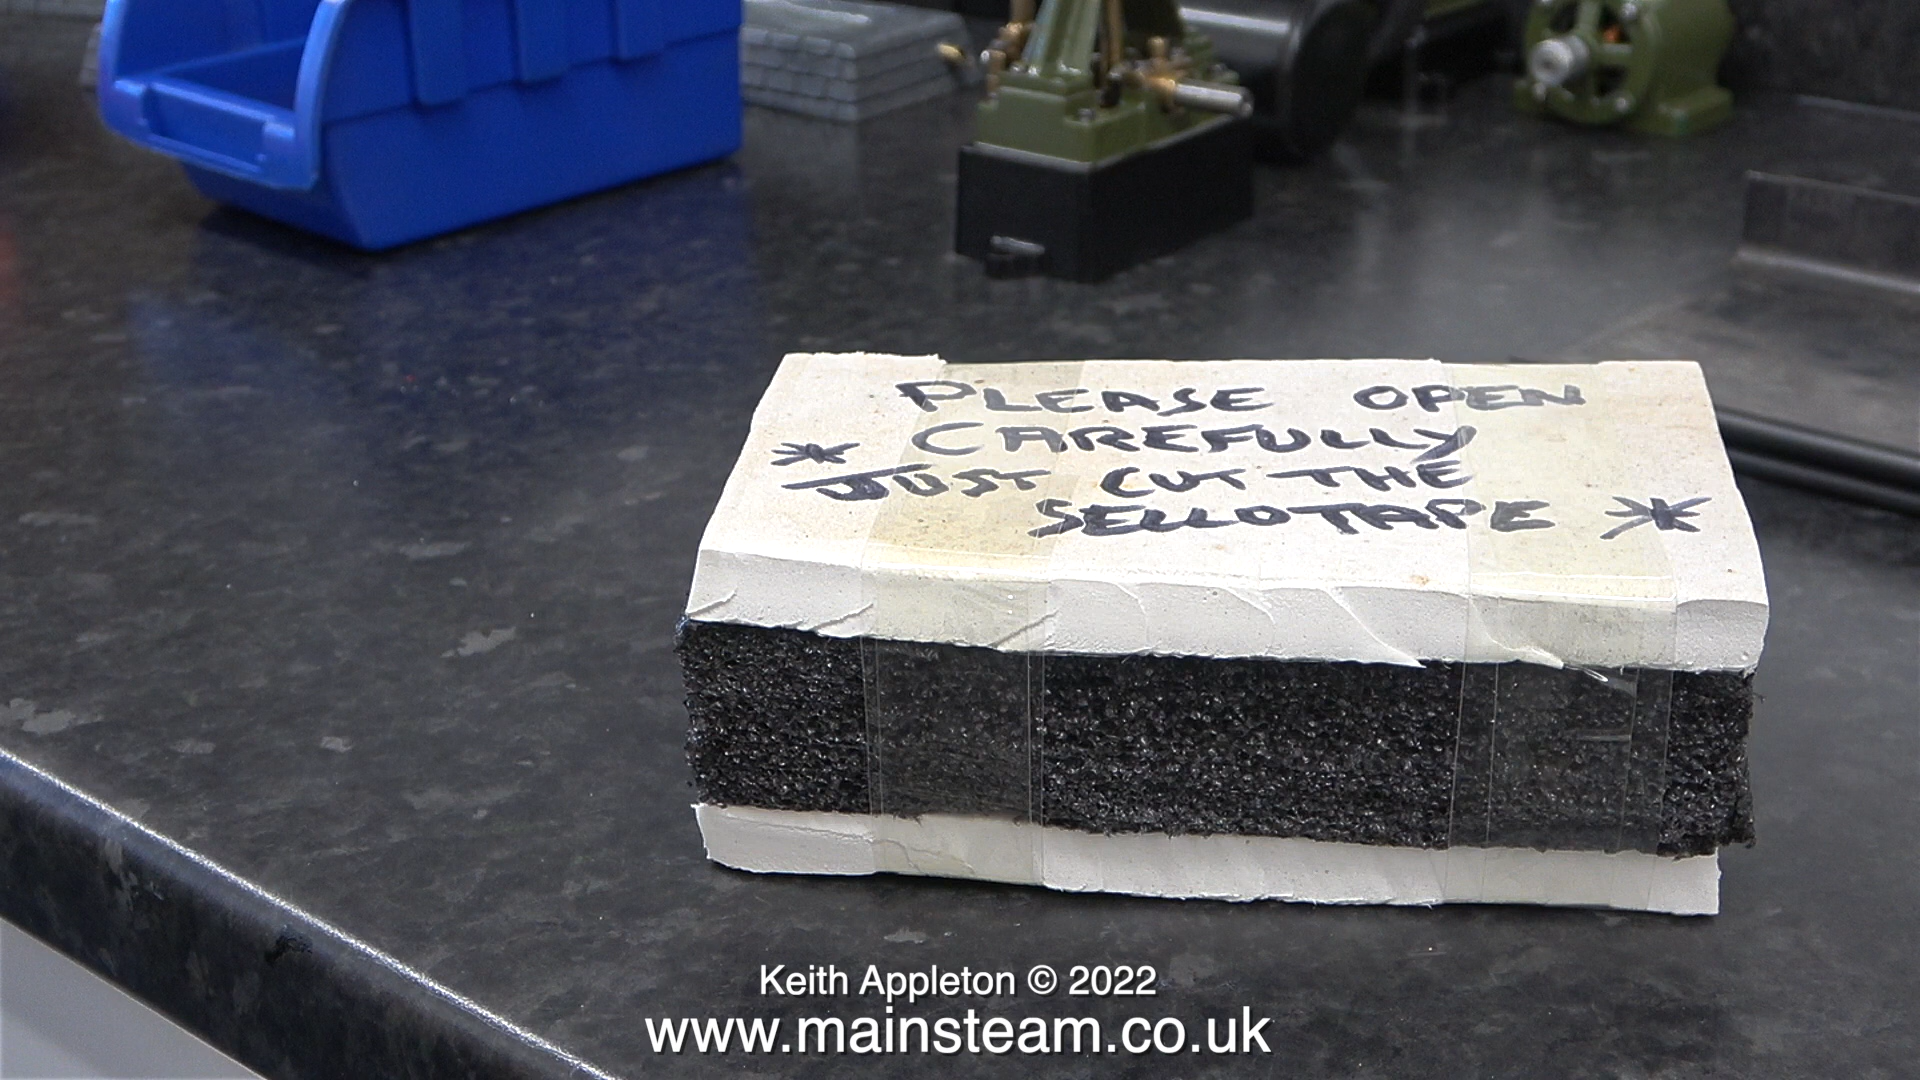 PLEASE OPEN
* CAREFULLY
JUST CUT THE
SELLOTAPE *
Keith Appleton © 2022
www.mainsteam.co.uk